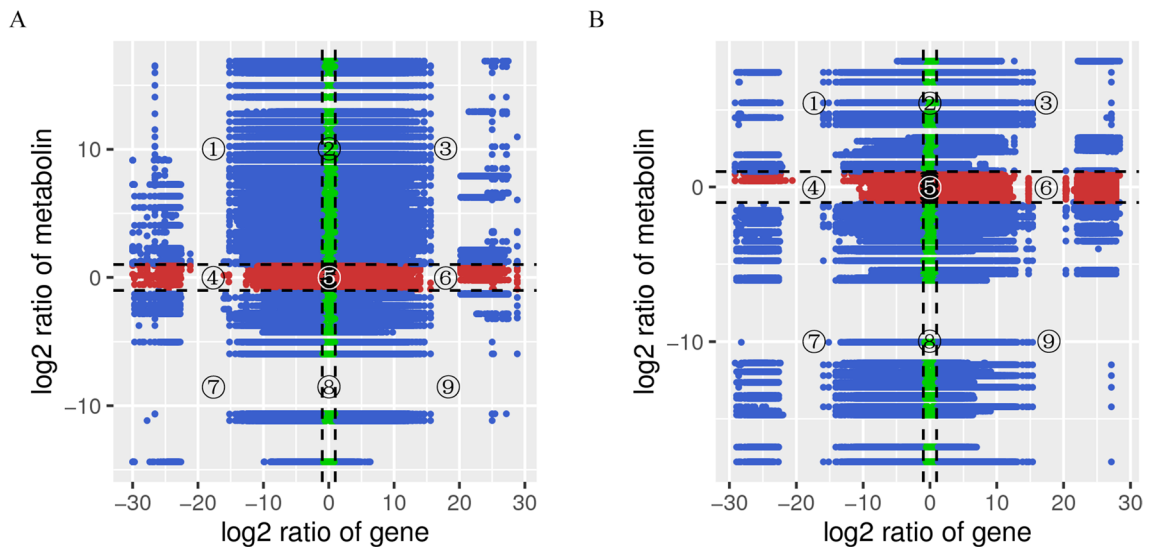 A
B
log2 ratio of metabolin
10
0
−10
① ② ③
④ ⑤ ⑥
⑦ ⑧ ⑨
−30 −20 −10 0 10 20 30
log2 ratio of gene
log2 ratio of metabolin
0
−10
① ② ③
④ ⑤ ⑥
⑦ ⑧ ⑨
−30 −20 −10 0 10 20 30
log2 ratio of gene